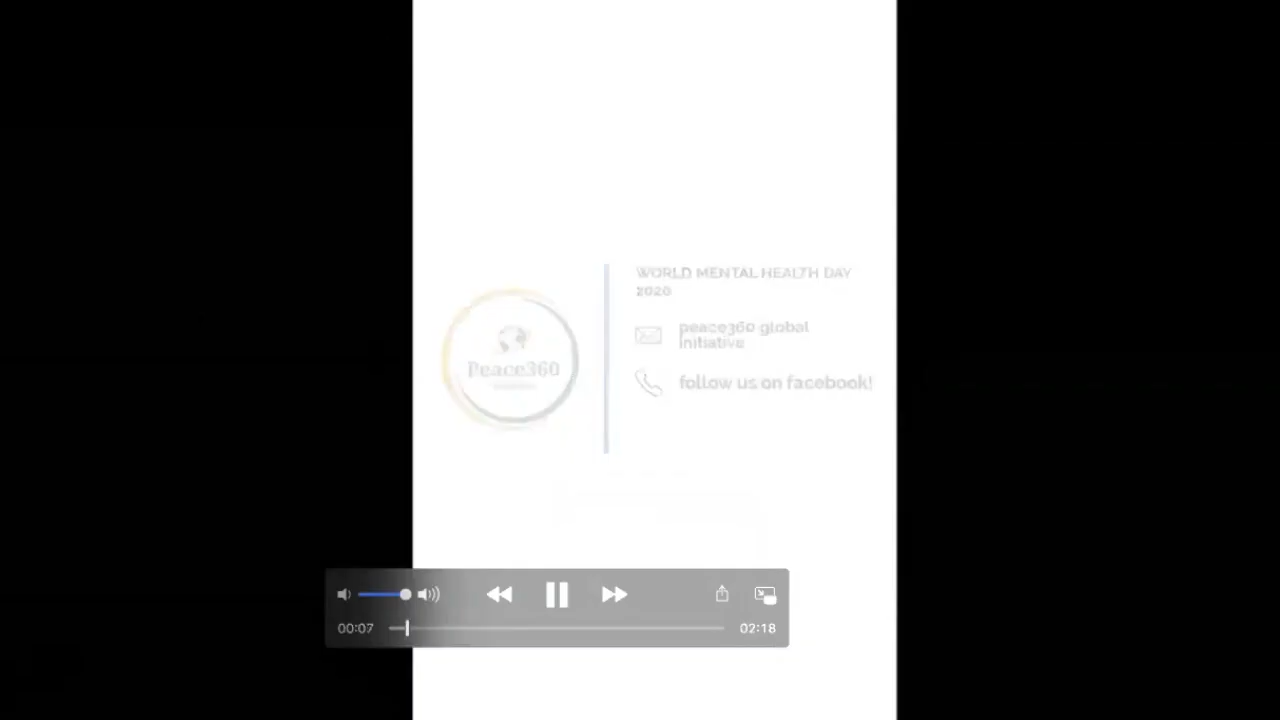 WORLD MENTAL HEALTH DAY
2020
peace360 global
initiative
Peace360
follow us on facebook!
00:07
02:18